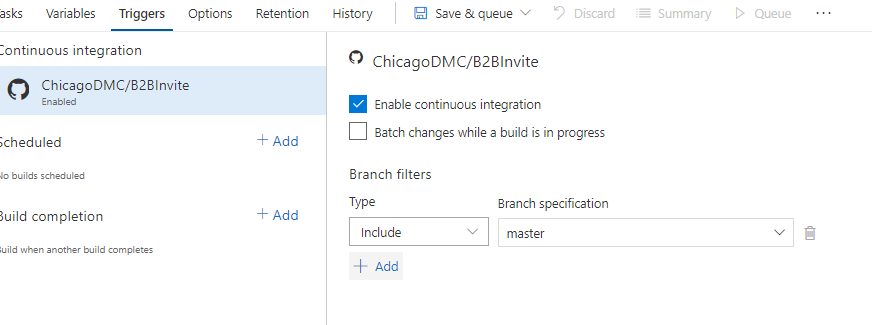 asks Variables Triggers Options Retention History Save & queue Discard Summary Queue ...
Continuous integration
ChicagoDMC/B2BInvite
Enabled
Scheduled + Add
No builds scheduled
Build completion + Add
Build when another build completes
ChicagoDMC/B2BInvite
Enable continuous integration
Batch changes while a build is in progress
Branch filters
Type Branch specification
Include master
+ Add